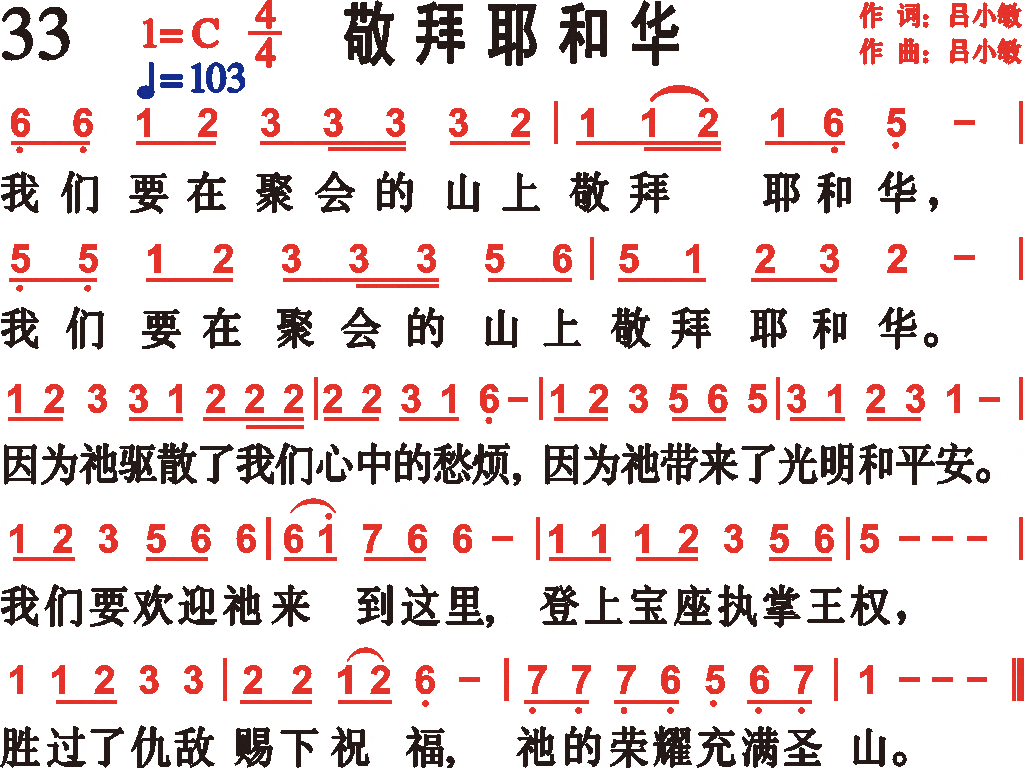 33 1=C 4/4 敬拜耶和华 作 词：吕小敏
♩=103 作 曲：吕小敏
6 6 1 2 3 3 3 3 2 | 1 1 2 1 6 5 – |
我们要在聚会的山上敬拜 耶和华，
5 5 1 2 3 3 3 5 6 | 5 1 2 3 2 – |
我们要在聚会的山上敬拜耶和华。
1 2 3 3 1 2 2 2 | 2 2 3 1 6 – | 1 2 3 5 6 5 | 3 1 2 3 1 – |
因为祂驱散了我们心中的愁烦，因为祂带来了光明和平安。
1 2 3 5 6 6 | 6 1 7 6 6 – | 1 1 1 2 3 5 6 | 5 – – – |
我们要欢迎祂来 到这里，登上宝座执掌王权，
1 1 2 3 3 | 2 2 1 2 6 – | 7 7 7 6 5 6 7 | 1 – – – ‖
胜过了仇敌 赐下祝 福，祂的荣耀充满圣 山。